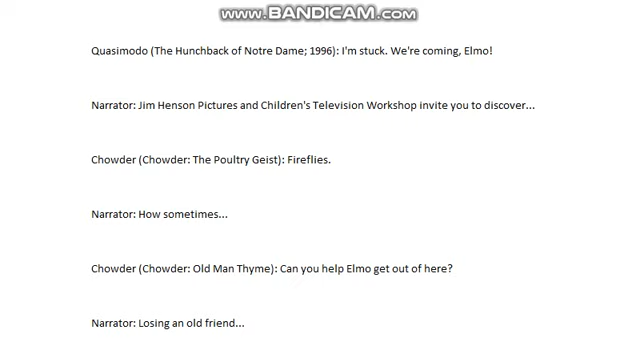 www.BANDICAM.com
Quasimodo (The Hunchback of Notre Dame; 1996): I'm stuck. We're coming, Elmo!
Narrator: Jim Henson Pictures and Children's Television Workshop invite you to discover...
Chowder (Chowder: The Poultry Geist): Fireflies.
Narrator: How sometimes...
Chowder (Chowder: Old Man Thyme): Can you help Elmo get out of here?
Narrator: Losing an old friend...